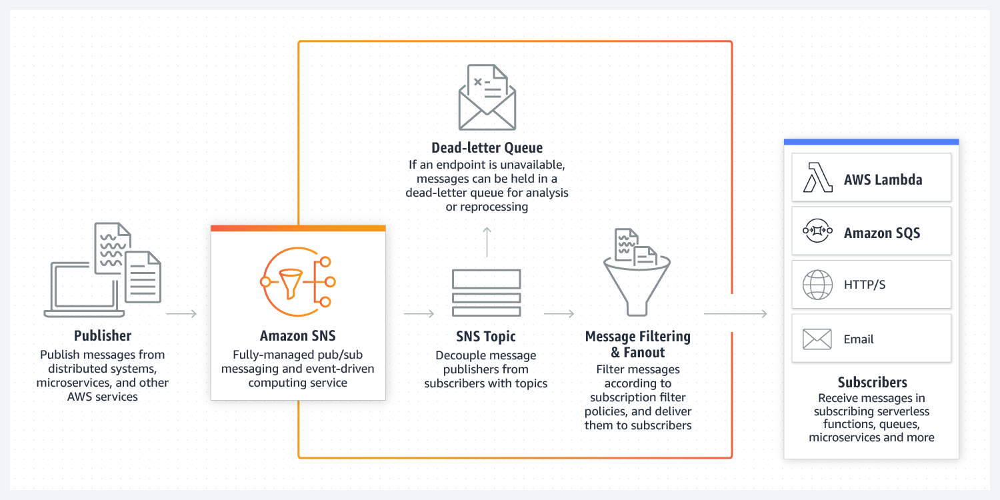 Dead-letter Queue
If an endpoint is unavailable,
messages can be held in a
dead-letter queue for analysis
or reprocessing
Publisher
Publish messages from
distributed systems,
microservices, and other
AWS services
Amazon SNS
Fully-managed pub/sub
messaging and event-driven
computing service
SNS Topic
Decouple message
publishers from
subscribers with topics
Message Filtering
& Fanout
Filter messages
according to
subscription filter
policies, and deliver
them to subscribers
AWS Lambda
Amazon SQS
HTTP/S
Email
Subscribers
Receive messages in
subscribing serverless
functions, queues,
microservices and more